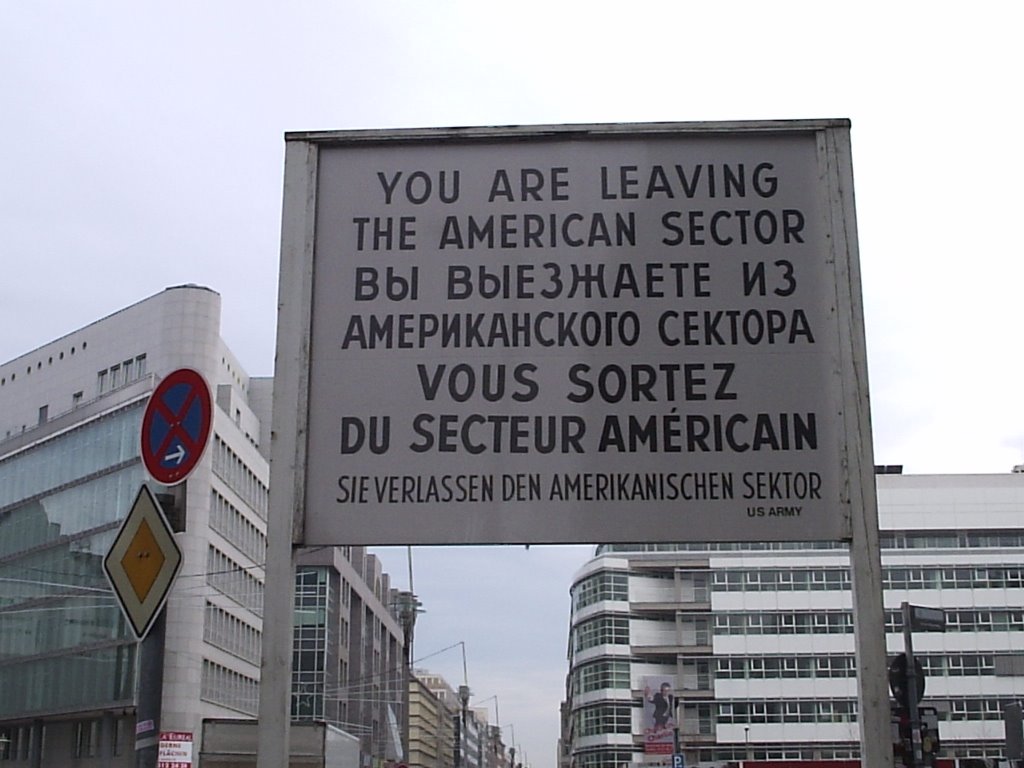 YOU ARE LEAVING
THE AMERICAN SECTOR
ВЫ ВЫЕЗЖАЕТЕ ИЗ
АМЕРИКАНСКОГО СЕКТОРА
VOUS SORTEZ
DU SECTEUR AMÉRICAIN
SIE VERLASSEN DEN AMERIKANISCHEN SEKTOR
US ARMY
P